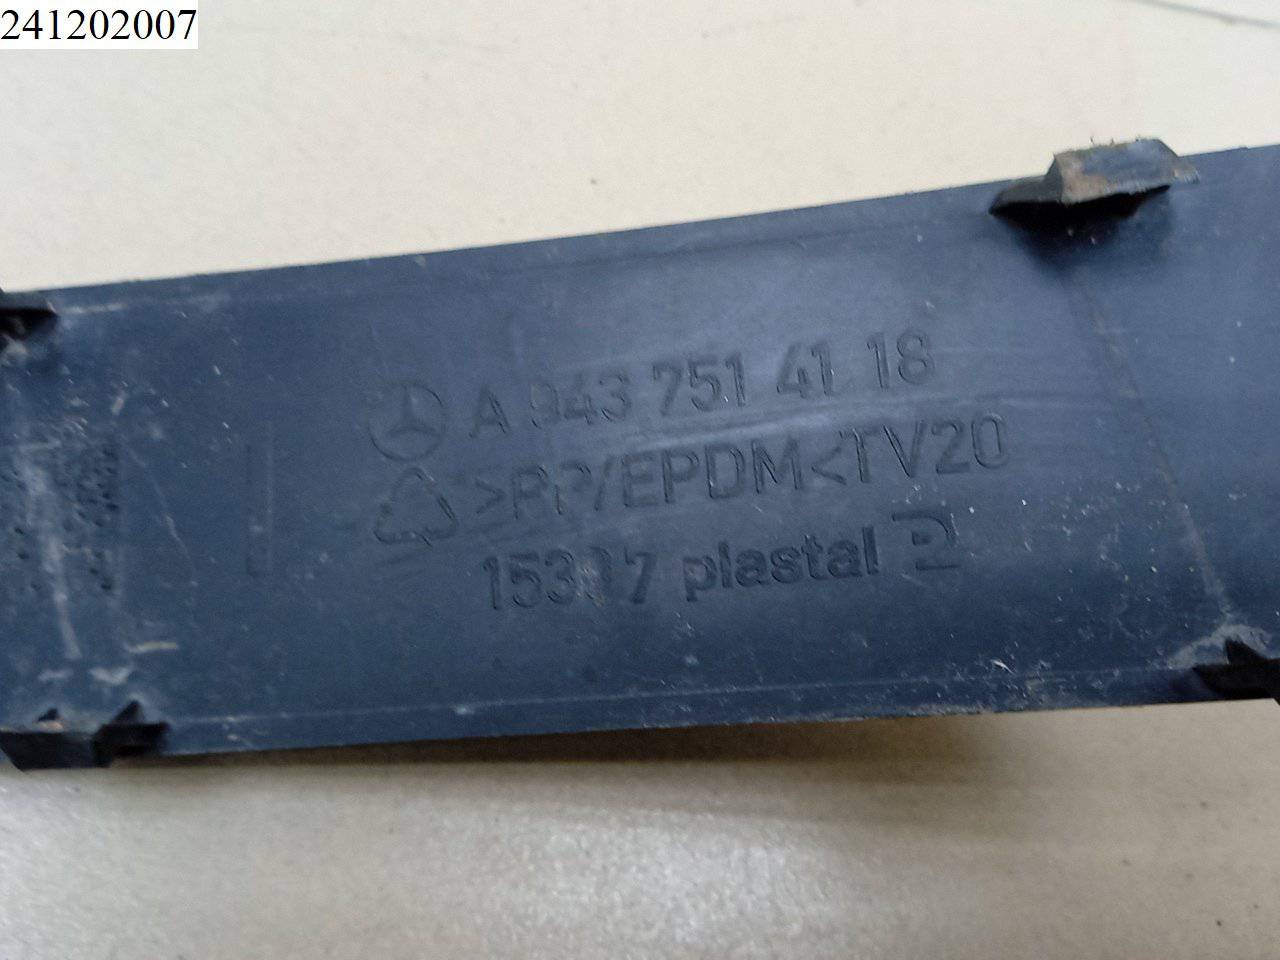 241202007
A 943 751 41 18
>PP/EPDM<TV20
plastal